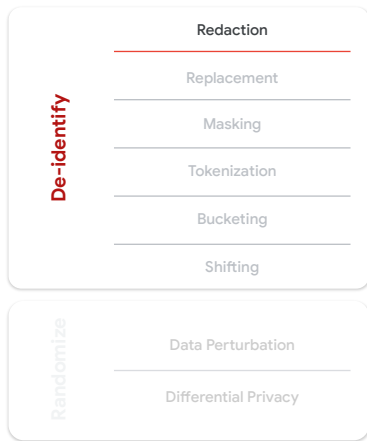 De-identify
Redaction
Replacement
Masking
Tokenization
Bucketing
Shifting
Randomize
Data Perturbation
Differential Privacy